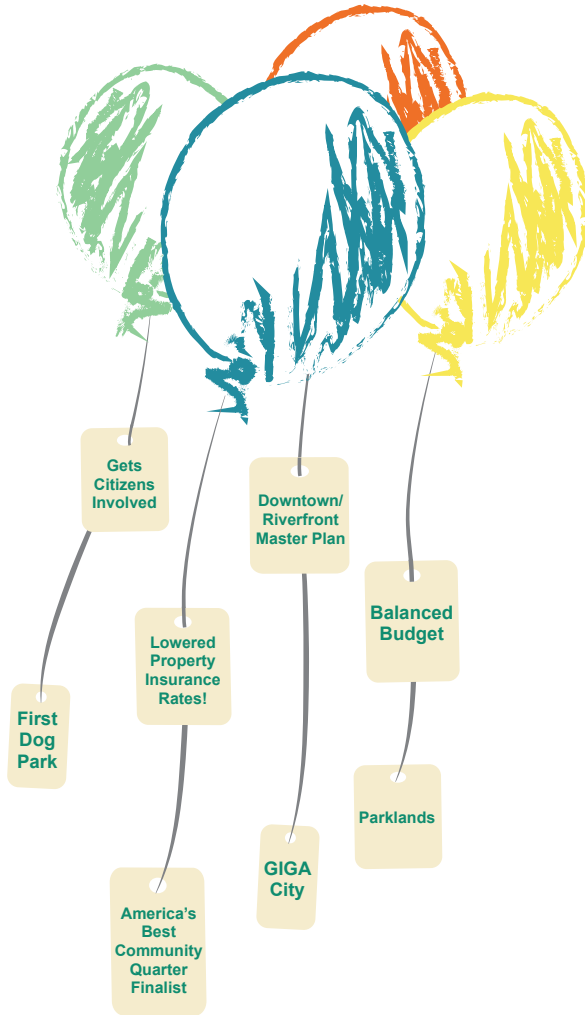 Gets
Citizens
Involved
Downtown/
Riverfront
Master Plan
Balanced
Budget
Lowered
Property
Insurance
Rates!
First
Dog
Park
Parklands
GIGA
City
America's
Best
Community
Quarter
Finalist